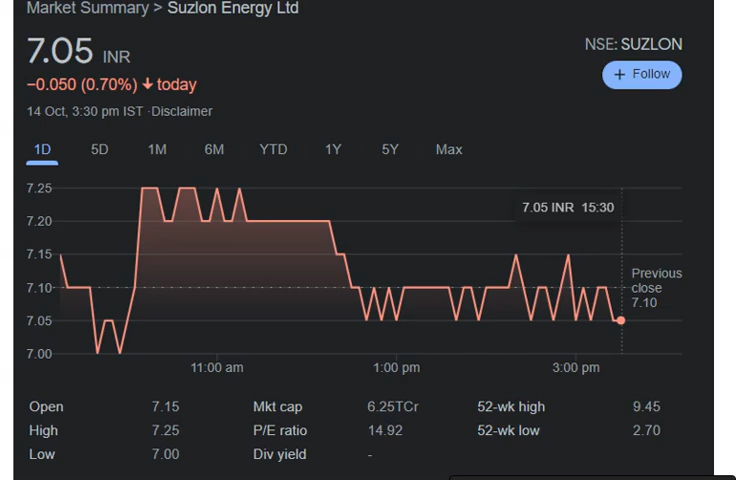 Market Summary > Suzlon Energy Ltd
7.05 INR
NSE: SUZLON
+ Follow
−0.050 (0.70%) ↓ today
14 Oct, 3:30 pm IST ·Disclaimer
1D 5D 1M 6M YTD 1Y 5Y Max
7.25
7.20
7.15
7.10
7.05
7.00
7.05 INR 15:30
Previous
close
7.10
11:00 am 1:00 pm 3:00 pm
Open 7.15 Mkt cap 6.25TCr 52-wk high 9.45
High 7.25 P/E ratio 14.92 52-wk low 2.70
Low 7.00 Div yield -